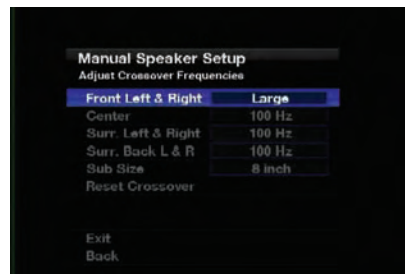 Manual Speaker Setup
Adjust Crossover Frequencies
Front Left & Right Large
Center 100 Hz
Surr. Left & Right 100 Hz
Surr. Back L & R 100 Hz
Sub Size 8 inch
Reset Crossover
Exit
Back